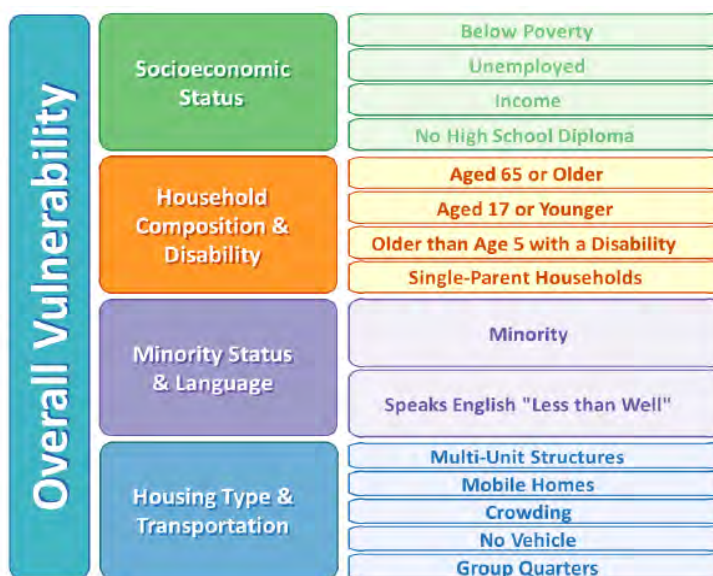 Overall Vulnerability
Socioeconomic
Status
Below Poverty
Unemployed
Income
No High School Diploma
Household
Composition &
Disability
Aged 65 or Older
Aged 17 or Younger
Older than Age 5 with a Disability
Single-Parent Households
Minority Status
& Language
Minority
Speaks English "Less than Well"
Housing Type &
Transportation
Multi-Unit Structures
Mobile Homes
Crowding
No Vehicle
Group Quarters